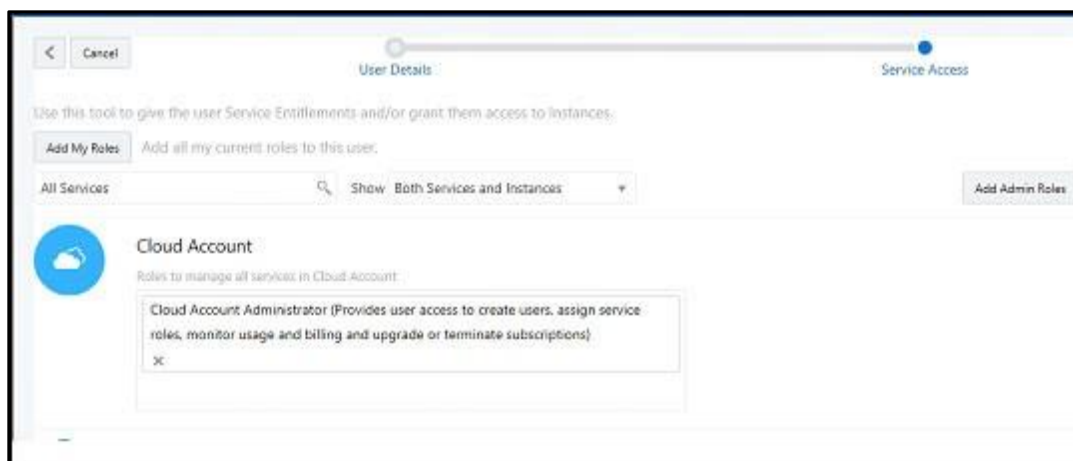 Cancel
User Details
Service Access
Use this tool to give the user Service Entitlements and/or grant them access to instances.
Add My Roles Add all my current roles to this user.
All Services Show Both Services and Instances Add Admin Roles
Cloud Account
Roles to manage all services in Cloud Account
Cloud Account Administrator (Provides user access to create users, assign service
roles, monitor usage and billing and upgrade or terminate subscriptions)